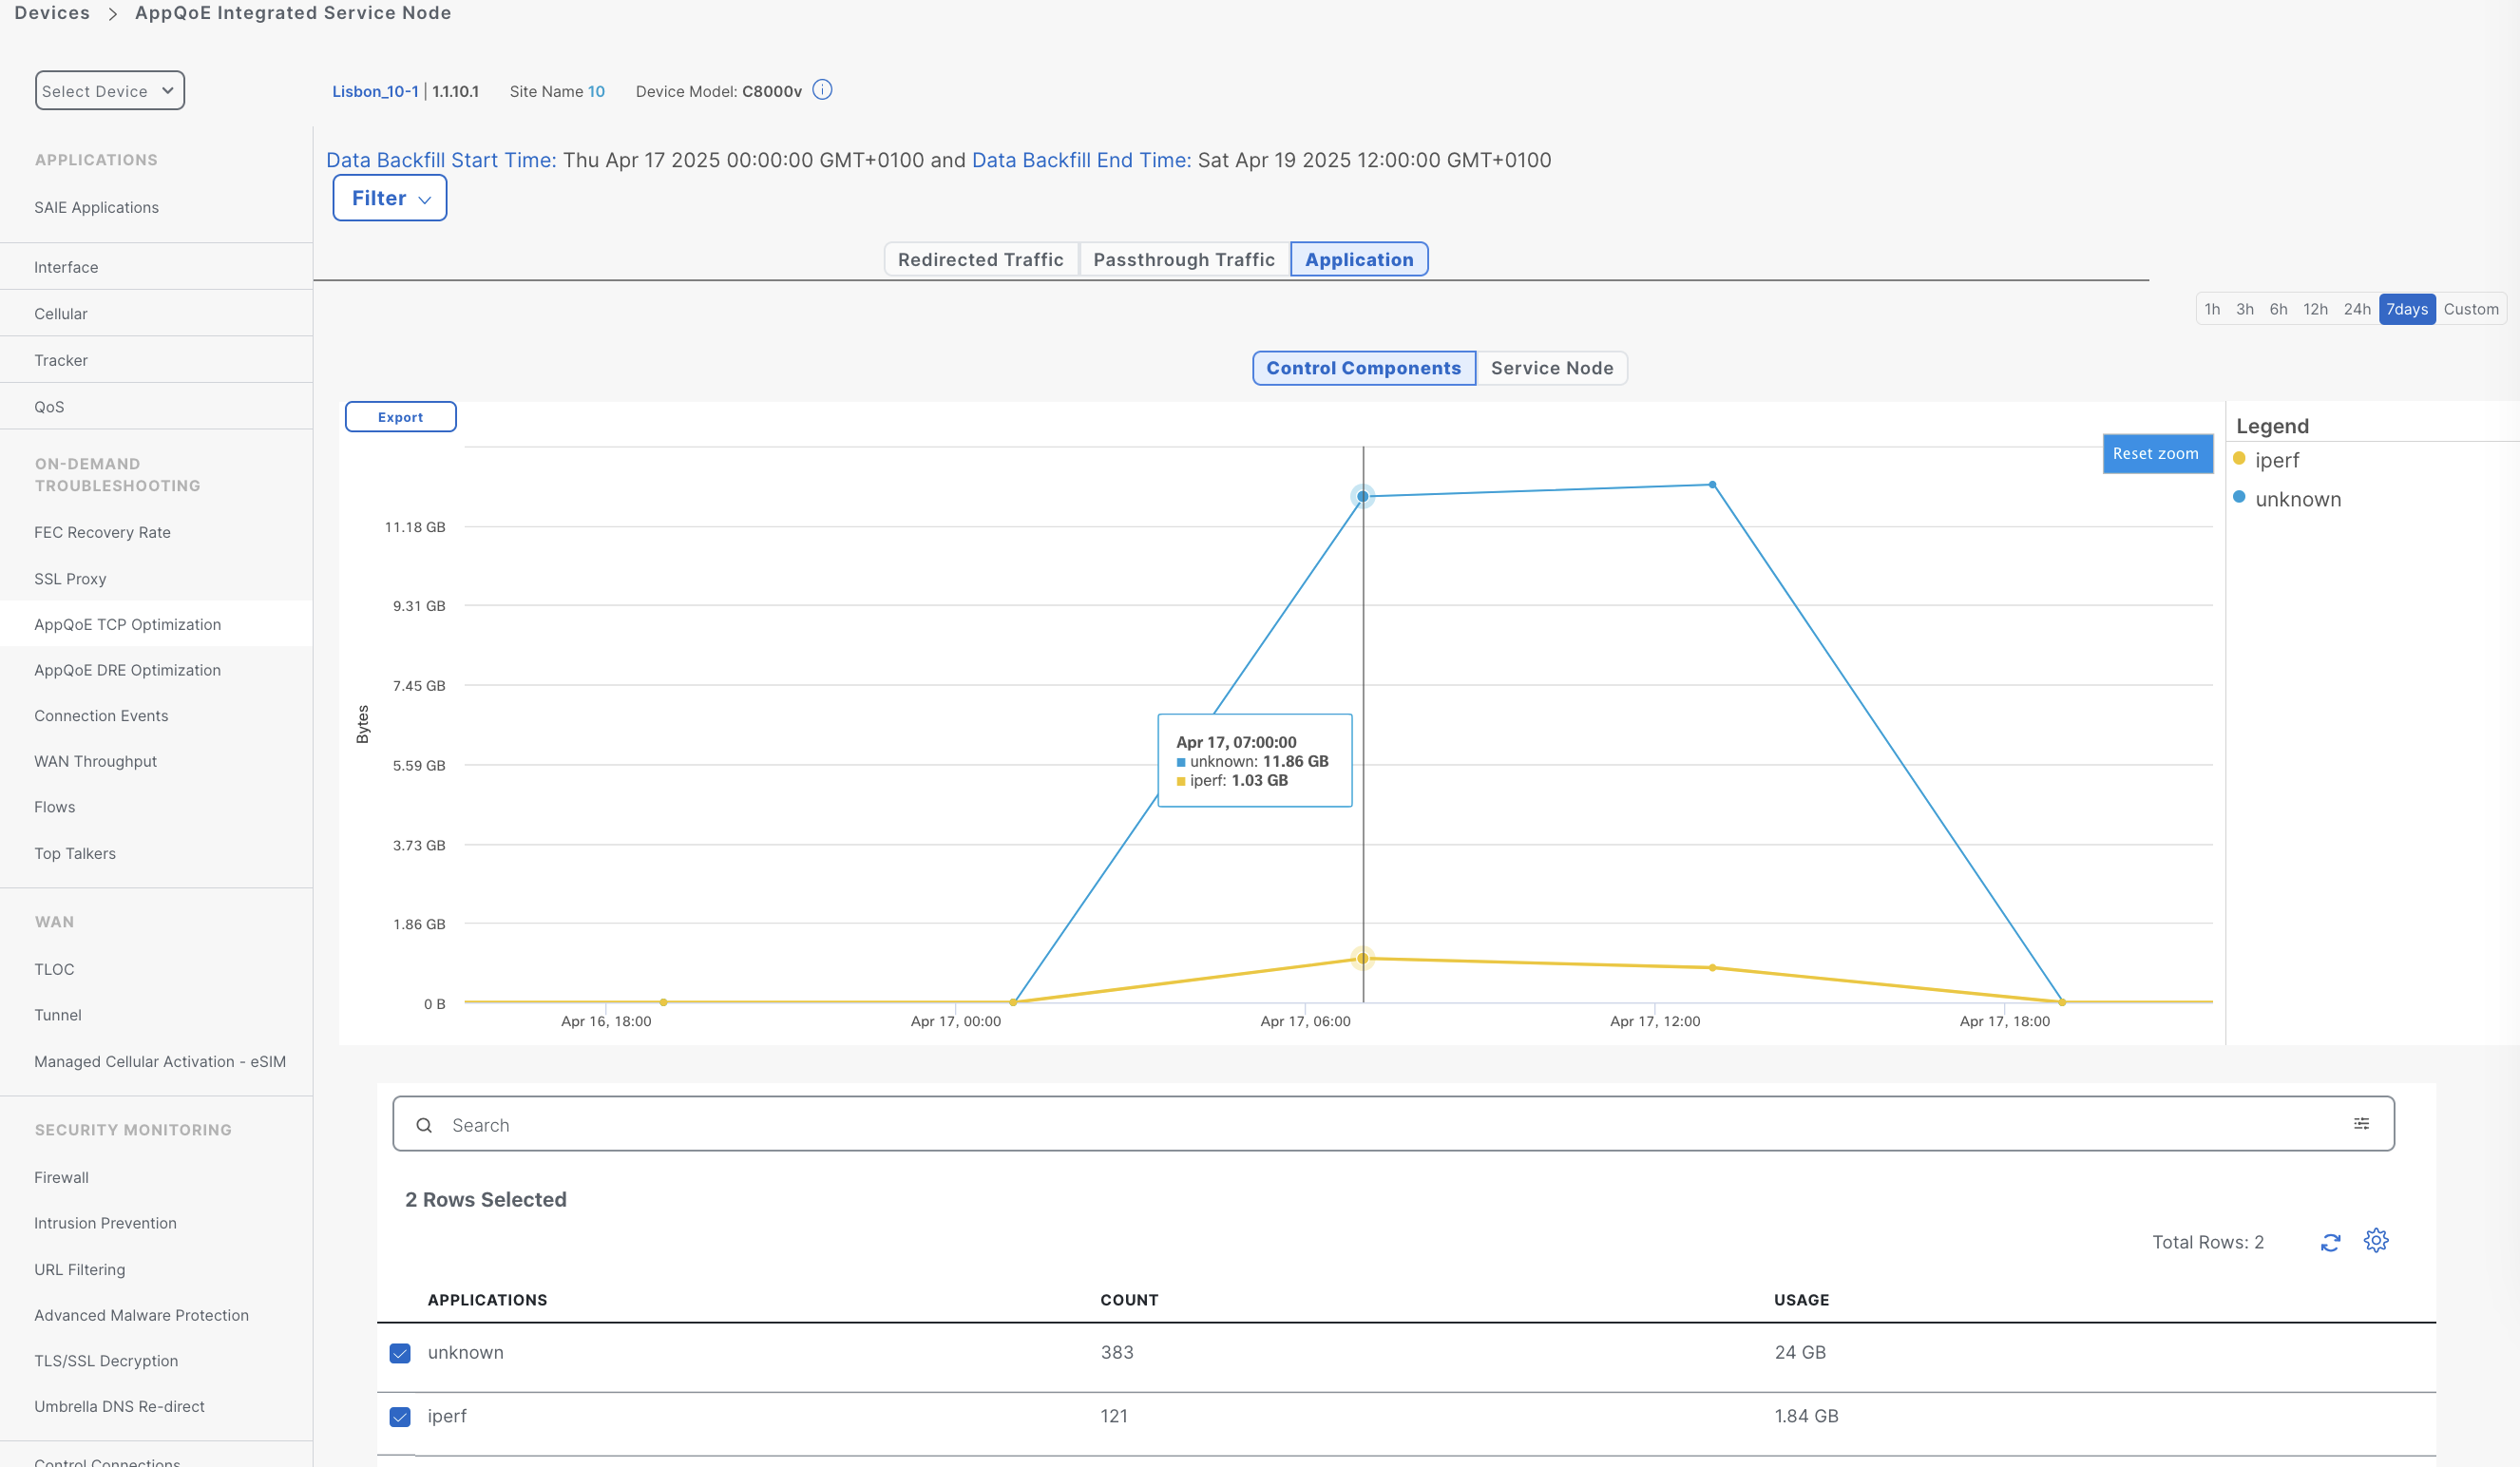 Devices > AppQoE Integrated Service Node
Select Device
Lisbon_10-1 | 1.1.10.1 Site Name 10 Device Model: C8000v
APPLICATIONS
SAIE Applications
Interface
Cellular
Tracker
QoS
ON-DEMAND
TROUBLESHOOTING
FEC Recovery Rate
SSL Proxy
AppQoE TCP Optimization
AppQoE DRE Optimization
Connection Events
WAN Throughput
Flows
Top Talkers
WAN
TLOC
Tunnel
Managed Cellular Activation - eSIM
SECURITY MONITORING
Firewall
Intrusion Prevention
URL Filtering
Advanced Malware Protection
TLS/SSL Decryption
Umbrella DNS Re-direct
Control Connections
Data Backfill Start Time: Thu Apr 17 2025 00:00:00 GMT+0100 and Data Backfill End Time: Sat Apr 19 2025 12:00:00 GMT+0100
Filter
Redirected Traffic Passthrough Traffic Application
1h 3h 6h 12h 24h 7days Custom
Control Components Service Node
Export
Reset zoom
Legend
iperf
unknown
Bytes
11.18 GB
9.31 GB
7.45 GB
5.59 GB
3.73 GB
1.86 GB
0 B
Apr 17, 07:00:00
unknown: 11.86 GB
iperf: 1.03 GB
Apr 16, 18:00 Apr 17, 00:00 Apr 17, 06:00 Apr 17, 12:00 Apr 17, 18:00
Search
2 Rows Selected
Total Rows: 2
APPLICATIONS COUNT USAGE
unknown 383 24 GB
iperf 121 1.84 GB